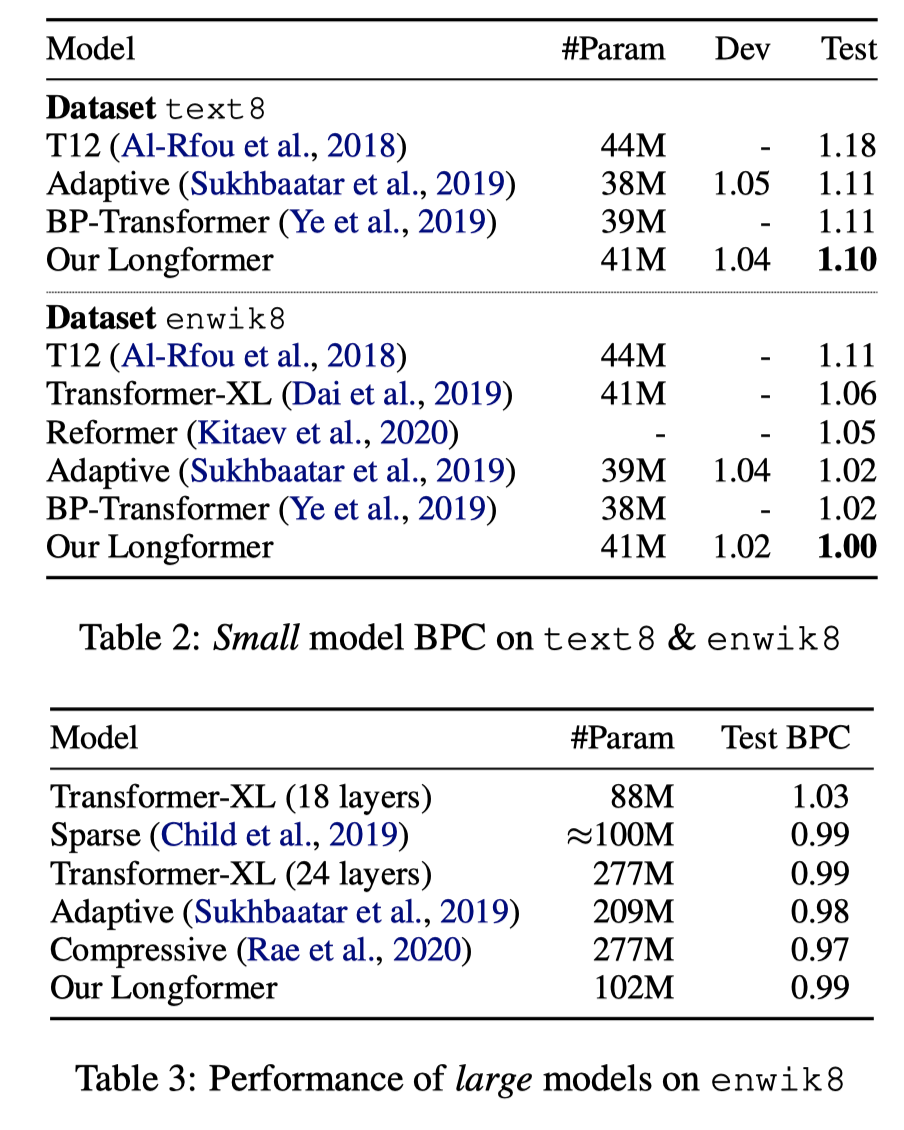 Model #Param Dev Test
Dataset text8
T12 (Al-Rfou et al., 2018) 44M - 1.18
Adaptive (Sukhbaatar et al., 2019) 38M 1.05 1.11
BP-Transformer (Ye et al., 2019) 39M - 1.11
Our Longformer 41M 1.04 1.10
Dataset enwik8
T12 (Al-Rfou et al., 2018) 44M - 1.11
Transformer-XL (Dai et al., 2019) 41M - 1.06
Reformer (Kitaev et al., 2020) - - 1.05
Adaptive (Sukhbaatar et al., 2019) 39M 1.04 1.02
BP-Transformer (Ye et al., 2019) 38M - 1.02
Our Longformer 41M 1.02 1.00
Table 2: Small model BPC on text8 & enwik8
Model #Param Test BPC
Transformer-XL (18 layers) 88M 1.03
Sparse (Child et al., 2019) ≈100M 0.99
Transformer-XL (24 layers) 277M 0.99
Adaptive (Sukhbaatar et al., 2019) 209M 0.98
Compressive (Rae et al., 2020) 277M 0.97
Our Longformer 102M 0.99
Table 3: Performance of large models on enwik8